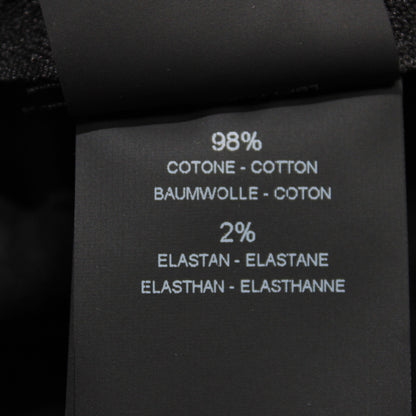 98%
COTONE - COTTON
BAUMWOLLE - COTON
2%
ELASTAN - ELASTANE
ELASTHAN - ELASTHANNE